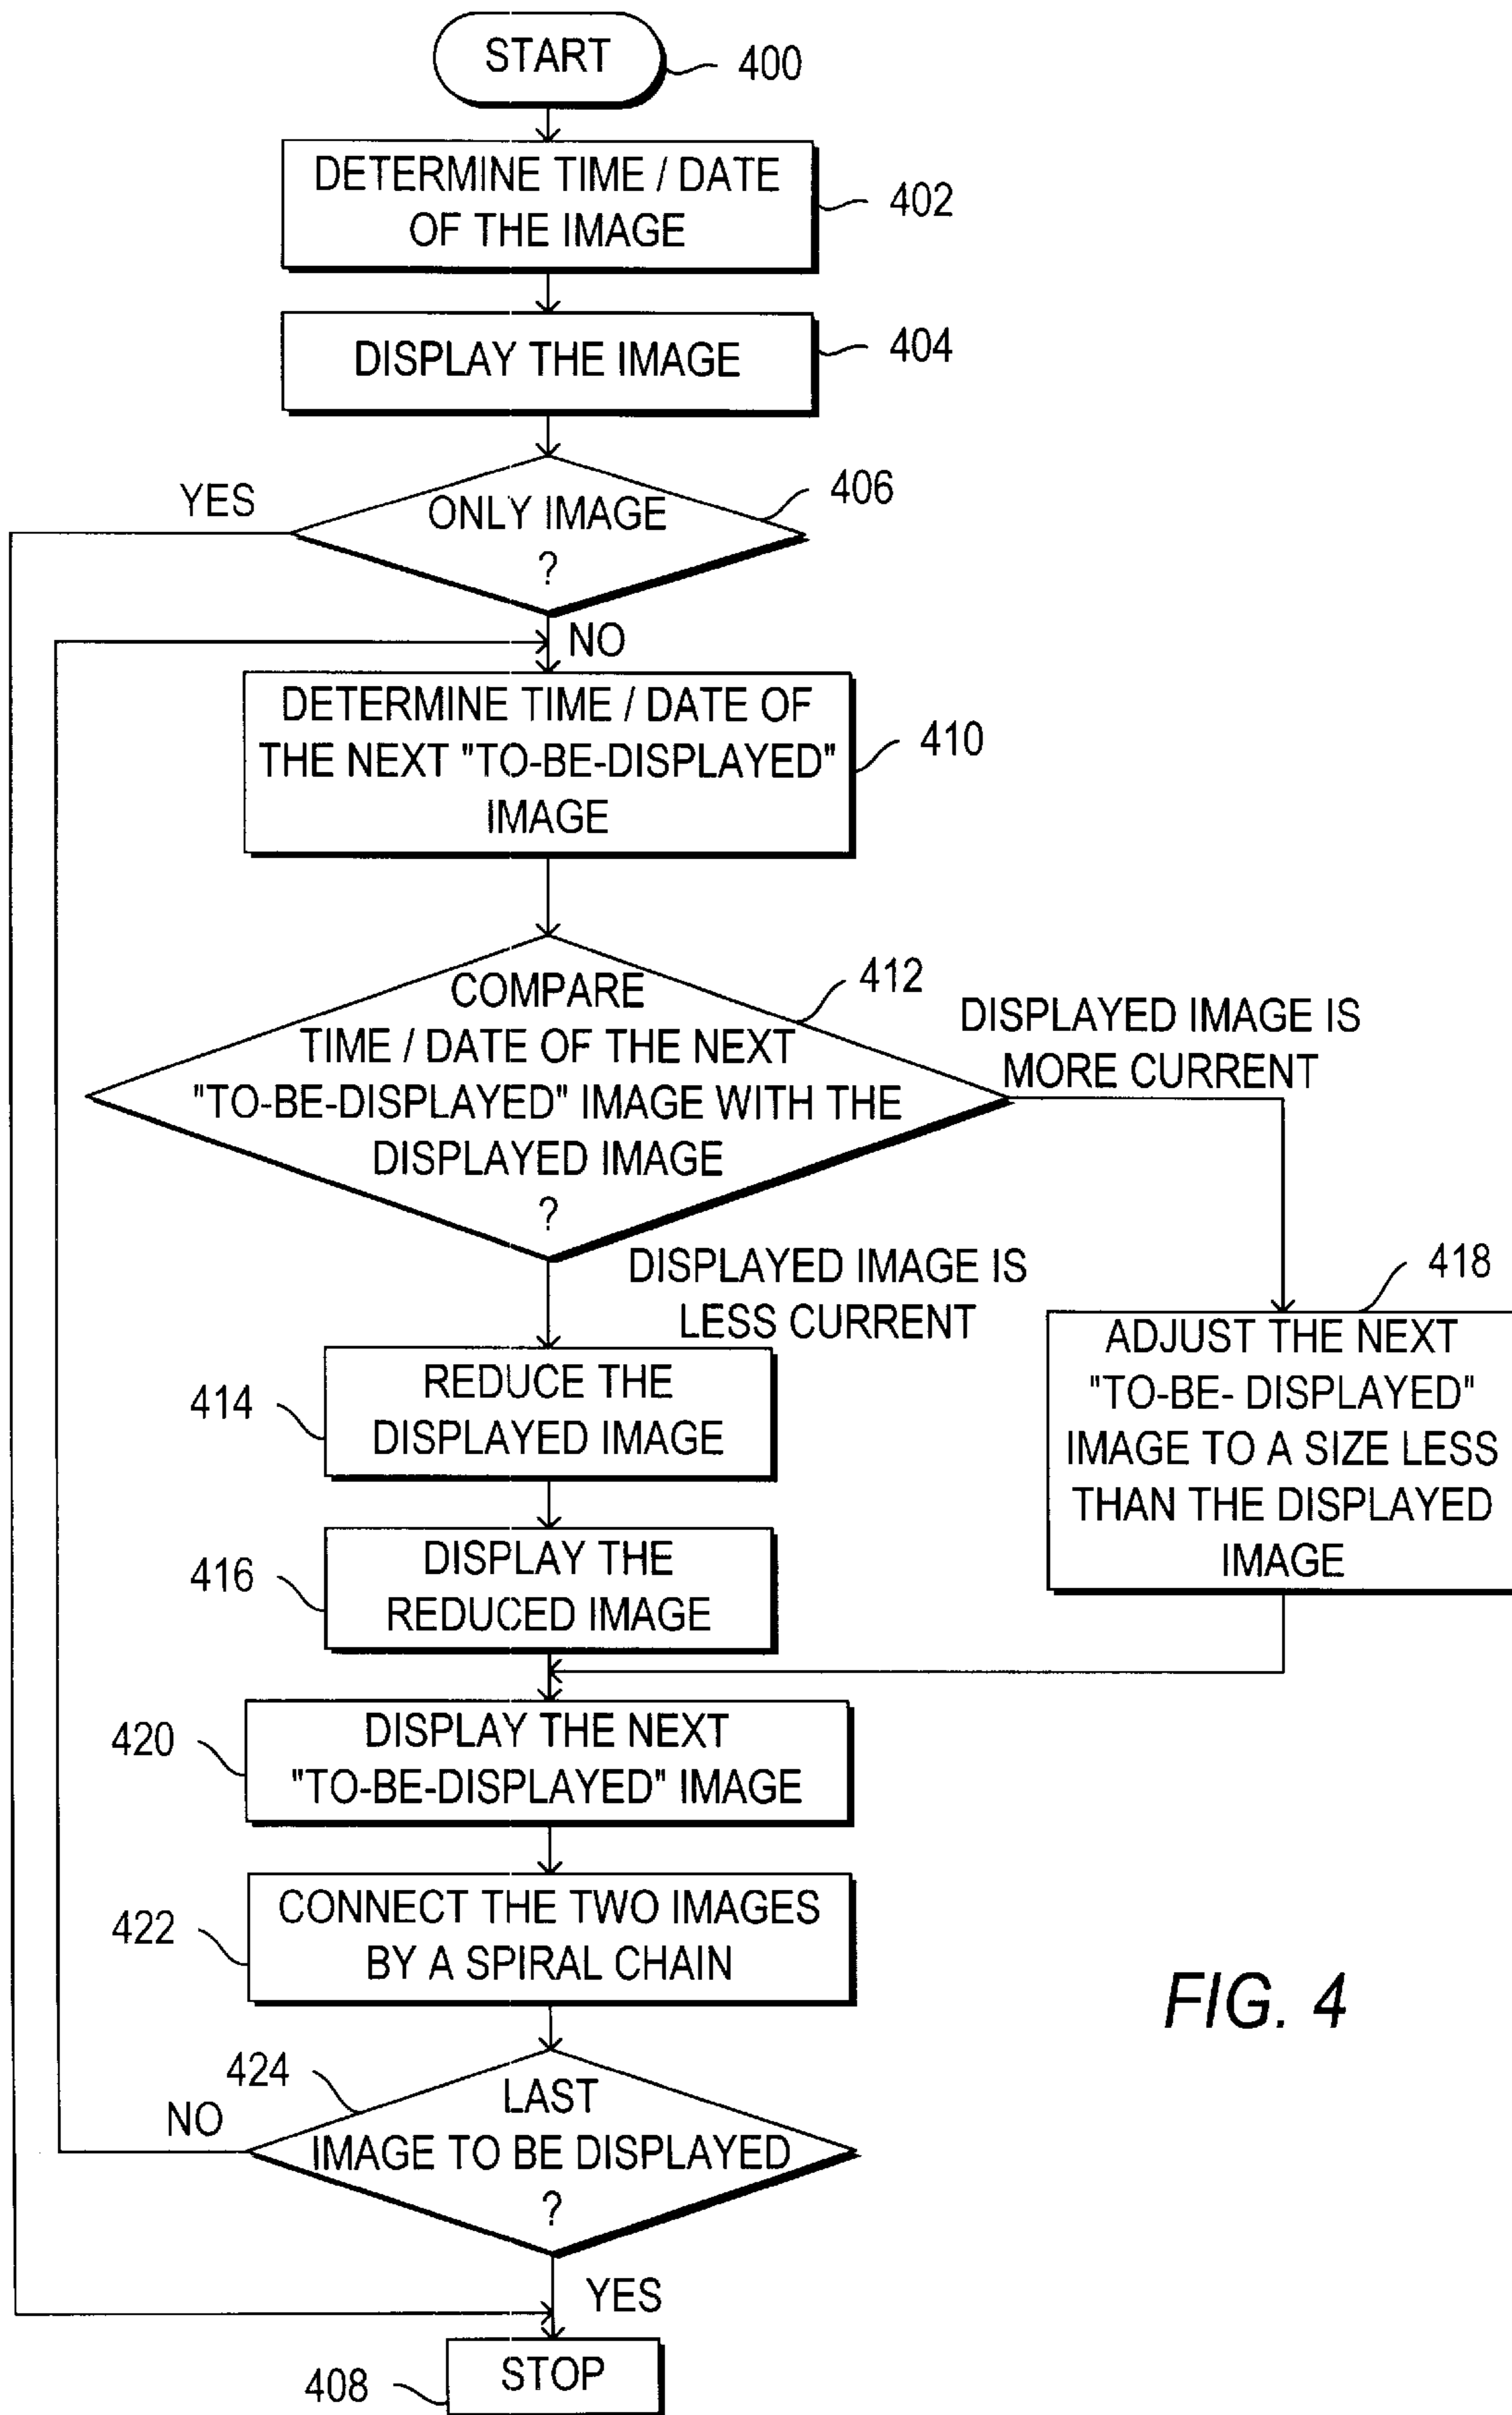 START
400
DETERMINE TIME / DATE
OF THE IMAGE
402
DISPLAY THE IMAGE
404
YES
ONLY IMAGE
?
406
NO
DETERMINE TIME / DATE OF
THE NEXT "TO-BE-DISPLAYED"
IMAGE
410
COMPARE
TIME / DATE OF THE NEXT
"TO-BE-DISPLAYED" IMAGE WITH THE
DISPLAYED IMAGE
?
412
DISPLAYED IMAGE IS
MORE CURRENT
DISPLAYED IMAGE IS
LESS CURRENT
418
ADJUST THE NEXT
"TO-BE- DISPLAYED"
IMAGE TO A SIZE LESS
THAN THE DISPLAYED
IMAGE
414
REDUCE THE
DISPLAYED IMAGE
416
DISPLAY THE
REDUCED IMAGE
420
DISPLAY THE NEXT
"TO-BE-DISPLAYED" IMAGE
422
CONNECT THE TWO IMAGES
BY A SPIRAL CHAIN
FIG. 4
424
NO
LAST
IMAGE TO BE DISPLAYED
?
YES
408
STOP